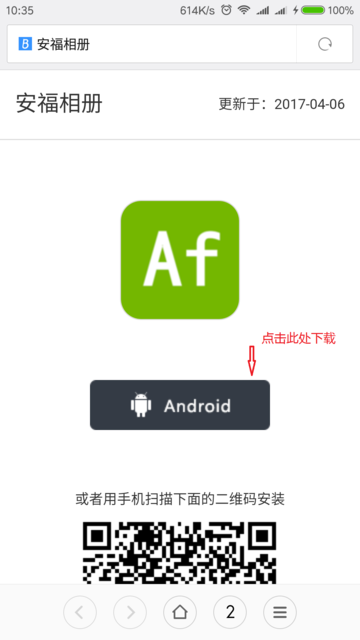 10:35 614K/s 100%
安福相册
安福相册 更新于：2017-04-06
Af
点击此处下载
Android
或者用手机扫描下面的二维码安装
2